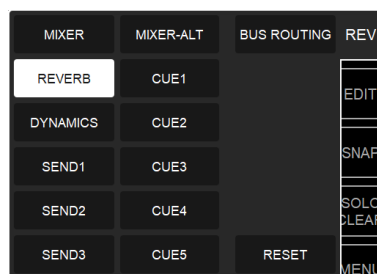 MIXER MIXER-ALT BUS ROUTING REV
REVERB CUE1
EDIT
DYNAMICS CUE2
SNAP
SEND1 CUE3
SOLO
CLEAR
SEND2 CUE4
SEND3 CUE5 RESET
MENU